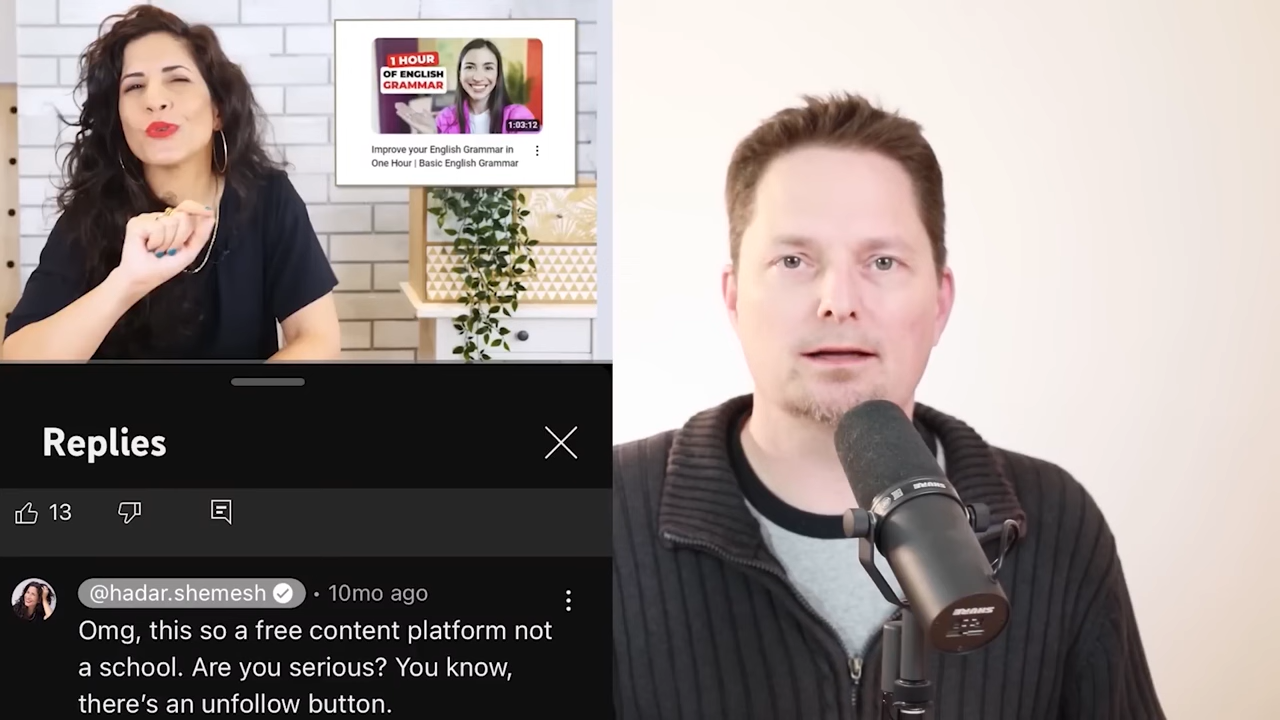 1 HOUR
OF ENGLISH
GRAMMAR
1:03:12
Improve your English Grammar in
One Hour | Basic English Grammar
Replies
13
@hadar.shemesh • 10mo ago
Omg, this so a free content platform not
a school. Are you serious? You know,
there's an unfollow button.
SHURE
SHURE